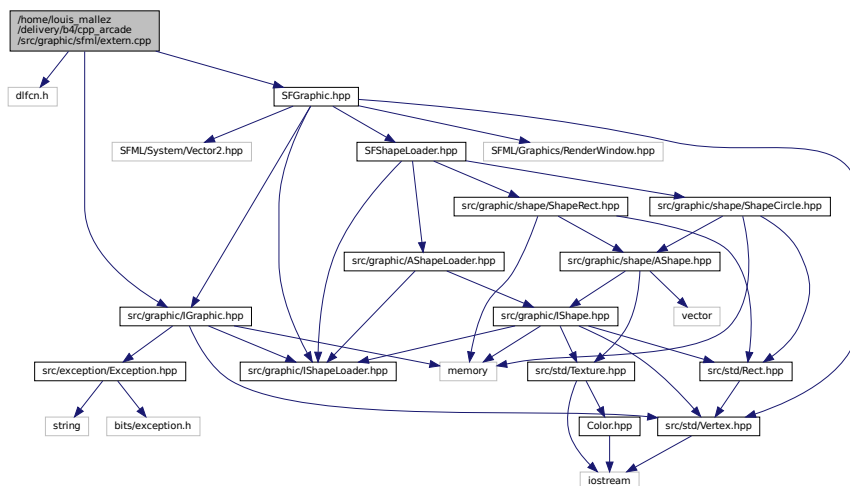 /home/louis_mallez
/delivery/b4/cpp_arcade
/src/graphic/sfml/extern.cpp
dlfcn.h
SFGraphic.hpp
SFML/System/Vector2.hpp
SFShapeLoader.hpp
SFML/Graphics/RenderWindow.hpp
src/graphic/shape/ShapeRect.hpp
src/graphic/shape/ShapeCircle.hpp
src/graphic/AShapeLoader.hpp
src/graphic/shape/AShape.hpp
src/graphic/IGraphic.hpp
src/graphic/IShape.hpp
vector
src/exception/Exception.hpp
src/graphic/IShapeLoader.hpp
memory
src/std/Texture.hpp
src/std/Rect.hpp
string
bits/exception.h
Color.hpp
src/std/Vertex.hpp
iostream